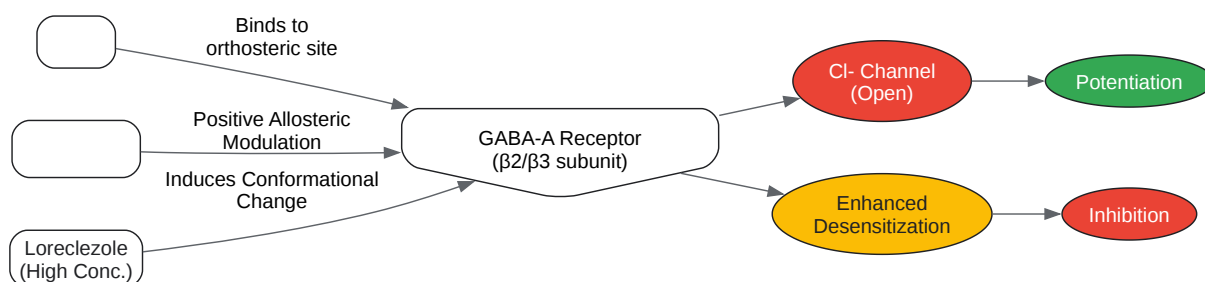 Binds to
orthosteric site
Positive Allosteric
Modulation
Induces Conformational
Change
Loreclezole
(High Conc.)
GABA-A Receptor
(β2/β3 subunit)
Cl- Channel
(Open)
Potentiation
Enhanced
Desensitization
Inhibition